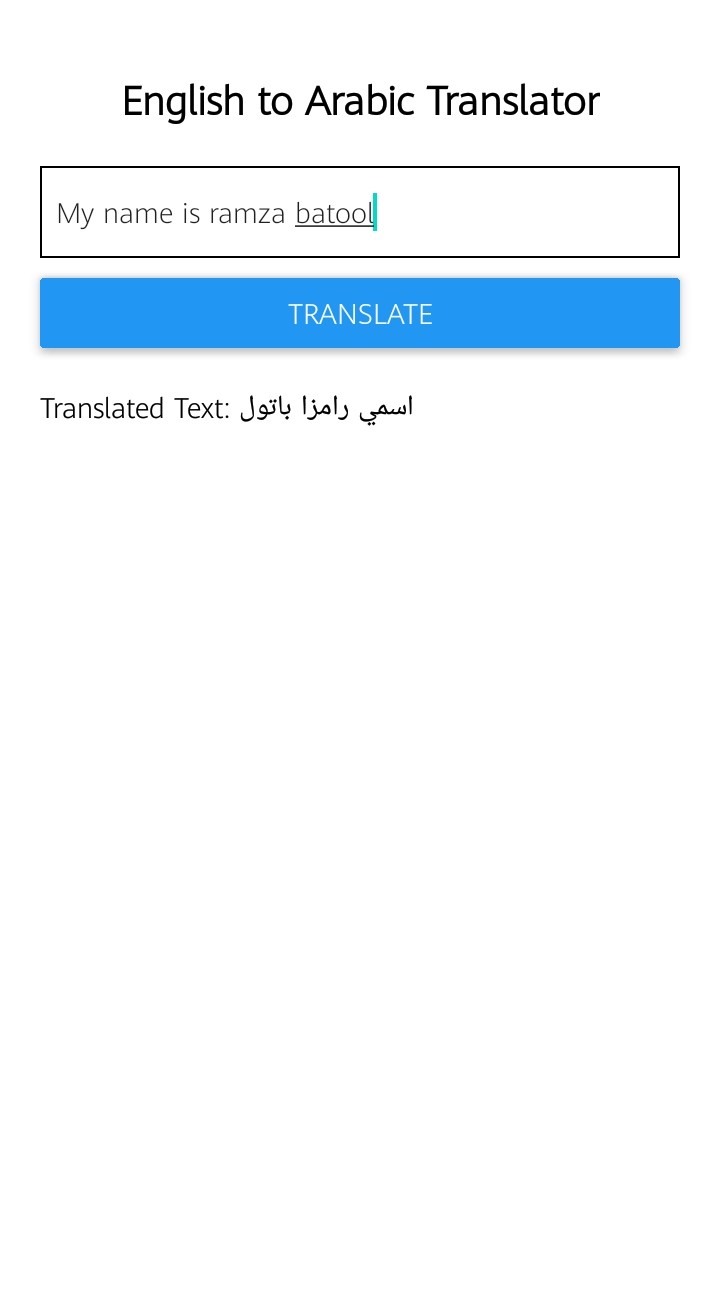 English to Arabic Translator
My name is ramza batool
TRANSLATE
Translated Text: اسمي رامزا باتول